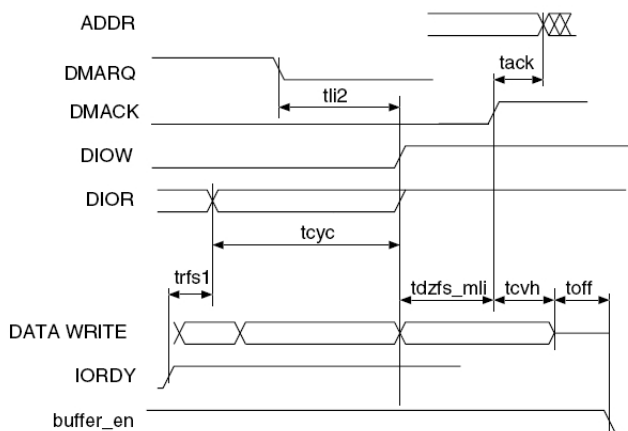 ADDR
tack
DMARQ
tli2
DMACK
DIOW
DIOR
tcyc
trfs1
tdzfs_mli
tcvh
toff
DATA WRITE
IORDY
buffer_en